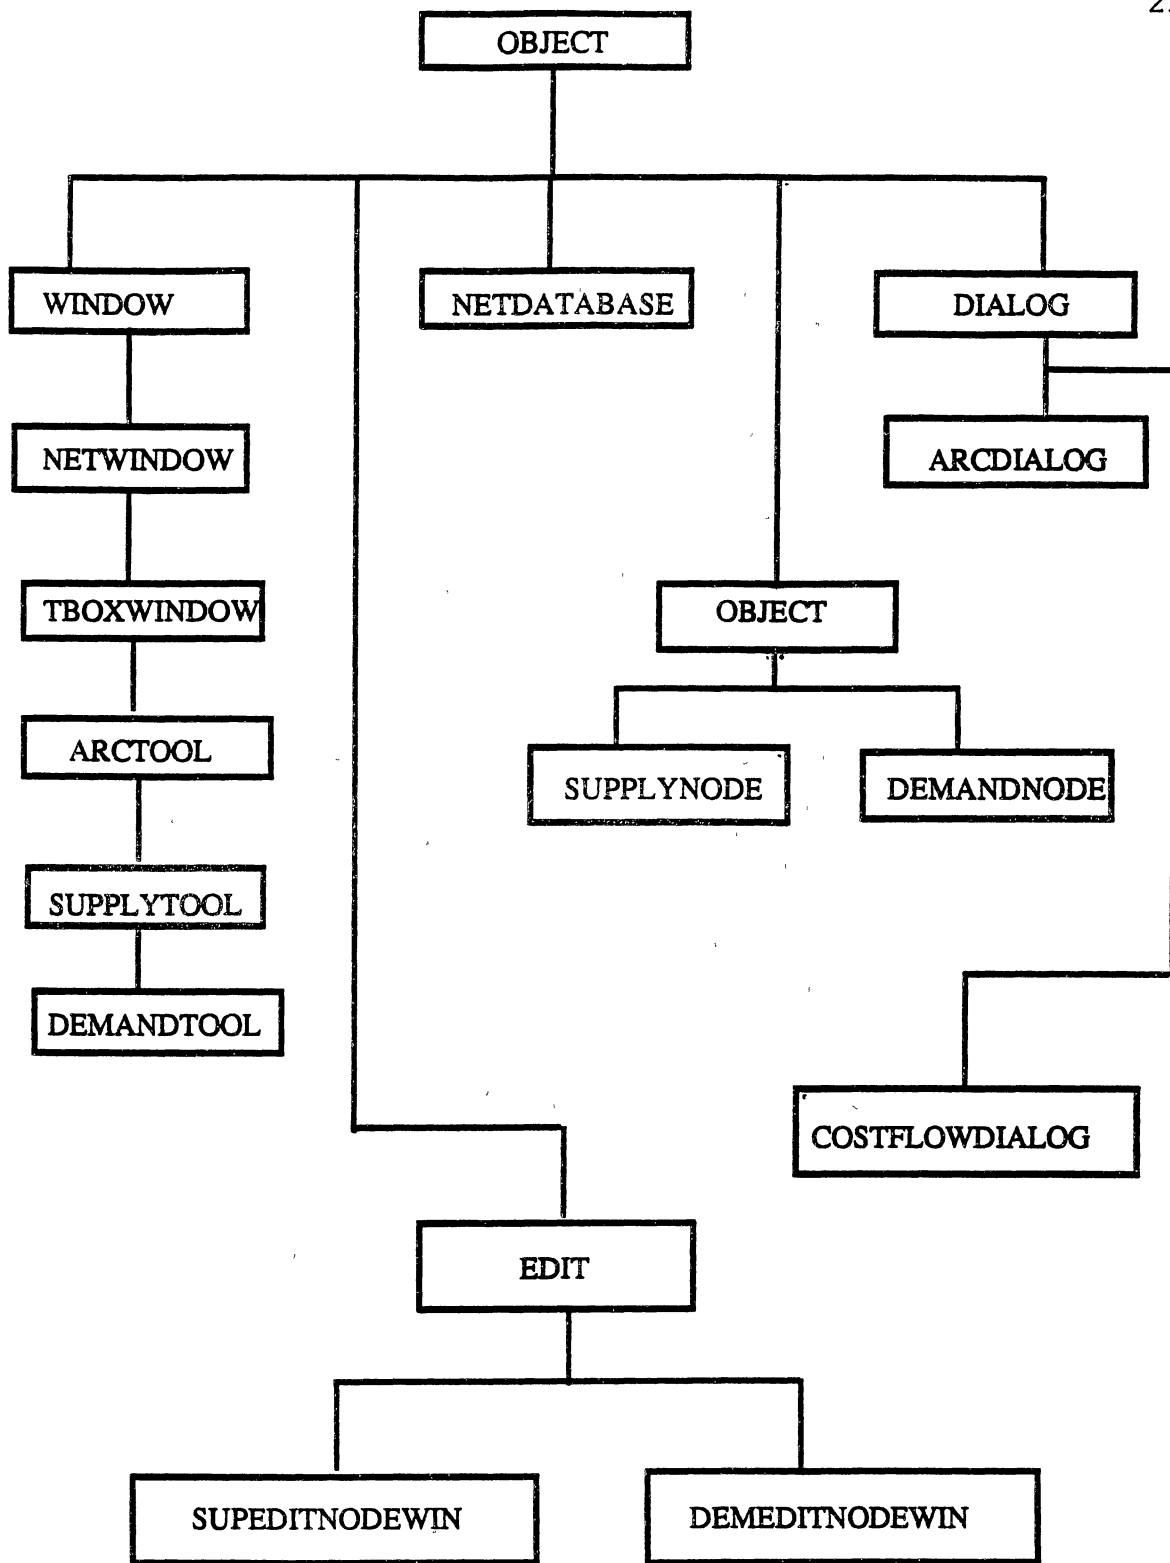 OBJECT
WINDOW
NETDATABASE
DIALOG
NETWINDOW
ARCDIALOG
TBOXWINDOW
OBJECT
ARCTOOL
SUPPLYNODE
DEMANDNODE
SUPPLYTOOL
DEMANDTOOL
COSTFLOWDIALOG
EDIT
SUPEDITNODEWIN
DEMEDITNODEWIN